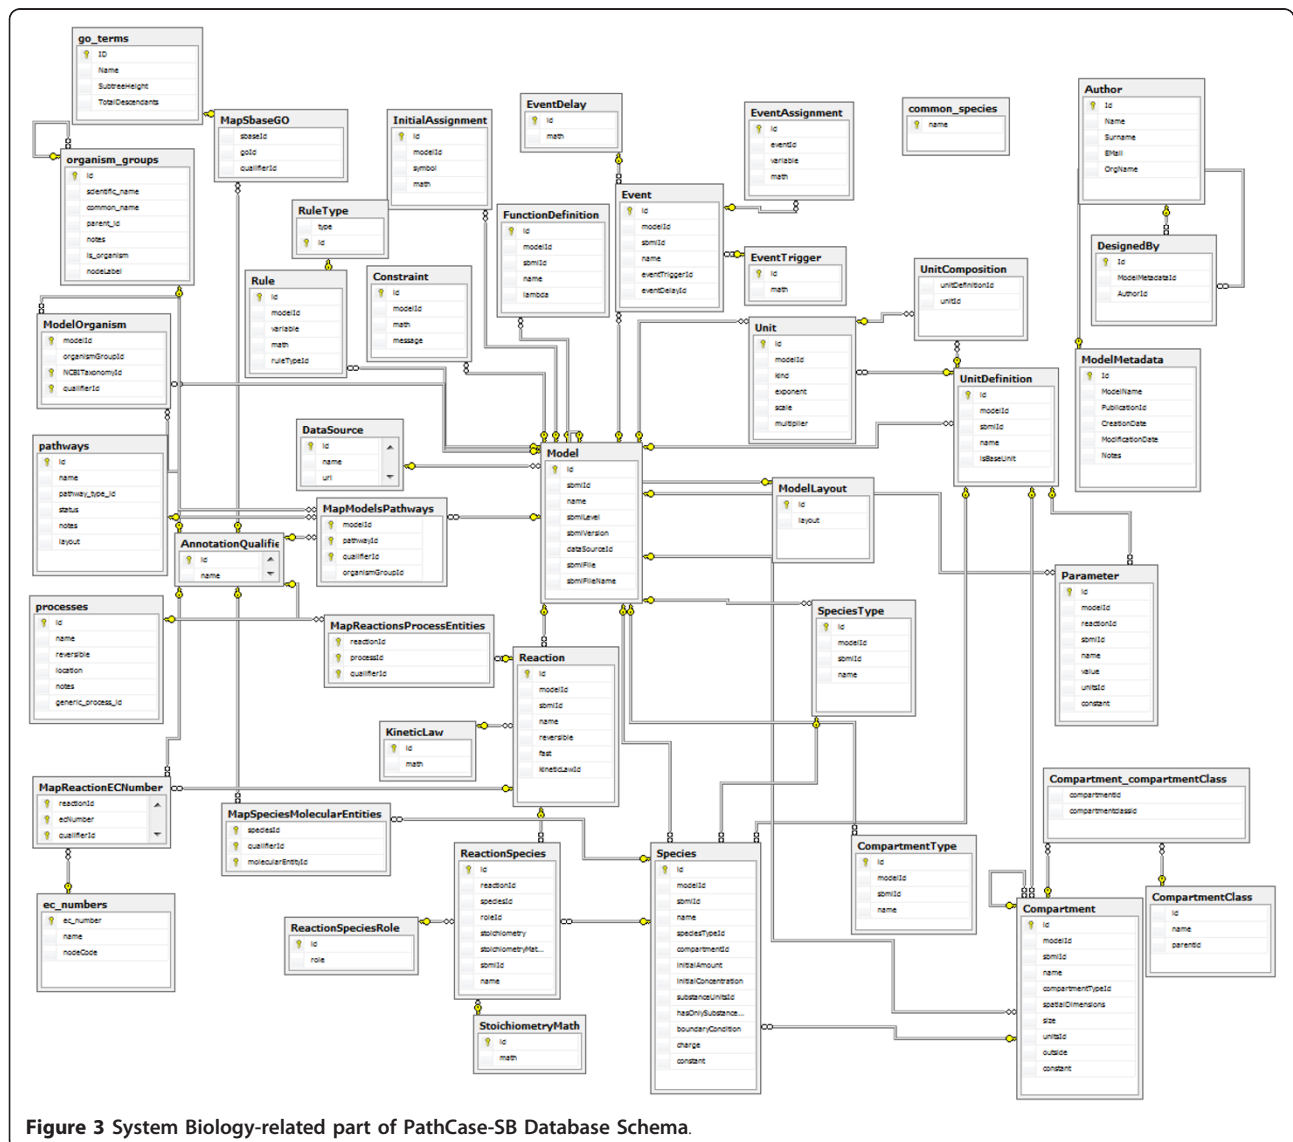 go_terms
ID
Name
SubtreeHeight
TotalDescendants
MapSbaseGO
sbaseId
goId
qualifierId
InitialAssignment
id
modelId
symbol
math
EventDelay
id
math
EventAssignment
id
eventId
variable
math
common_species
name
Author
Id
Name
Surname
EMail
OrgName
organism_groups
id
scientific_name
common_name
parent_id
notes
is_organism
nodeLabel
RuleType
type
id
FunctionDefinition
id
modelId
sbmlId
name
lambda
Event
id
modelId
sbmlId
name
eventTriggerId
eventDelayId
EventTrigger
id
math
DesignedBy
Id
ModelMetadataId
AuthorId
UnitComposition
unitDefinitionId
unitId
Rule
id
modelId
variable
math
ruleTypeId
Constraint
id
modelId
math
message
ModelOrganism
modelId
organismGroupId
NCBITaxonomyId
qualifierId
Unit
id
modelId
kind
exponent
scale
multiplier
UnitDefinition
id
modelId
sbmlId
name
isBaseUnit
ModelMetadata
Id
ModelName
PublicationId
CreationDate
ModificationDate
Notes
DataSource
id
name
url
pathways
id
name
pathway_type_id
status
notes
layout
Model
id
sbmlId
name
sbmlLevel
sbmlVersion
dataSourceId
sbmlFile
sbmlFileName
ModelLayout
id
layout
MapModelsPathways
modelId
pathwayId
qualifierId
organismGroupId
AnnotationQualifie
id
name
Parameter
id
modelId
reactionId
sbmlId
name
value
unitsId
constant
processes
id
name
reversible
location
notes
generic_process_id
MapReactionsProcessEntities
reactionId
processId
qualifierId
SpeciesType
id
modelId
sbmlId
name
Reaction
id
modelId
sbmlId
name
reversible
fast
kineticLawId
KineticLaw
id
math
MapReactionECNumber
reactionId
ecNumber
qualifierId
MapSpeciesMolecularEntities
speciesId
qualifierId
molecularEntityId
Compartment_compartmentClass
compartmentId
compartmentclassid
ReactionSpecies
id
reactionId
speciesId
roleId
stoichiometry
stoichiometryMat...
sbmlId
name
Species
id
modelId
sbmlId
name
speciesTypeId
compartmentId
initialAmount
initialConcentration
substanceUnitsId
hasOnlySubstance...
boundaryCondition
charge
constant
CompartmentType
id
modelId
sbmlId
name
CompartmentClass
id
name
parentid
ec_numbers
ec_number
name
nodeCode
ReactionSpeciesRole
id
role
Compartment
id
modelId
sbmlId
name
compartmentTypeId
spatialDimensions
size
unitsId
outside
constant
StoichiometryMath
id
math
Figure 3 System Biology-related part of PathCase-SB Database Schema.